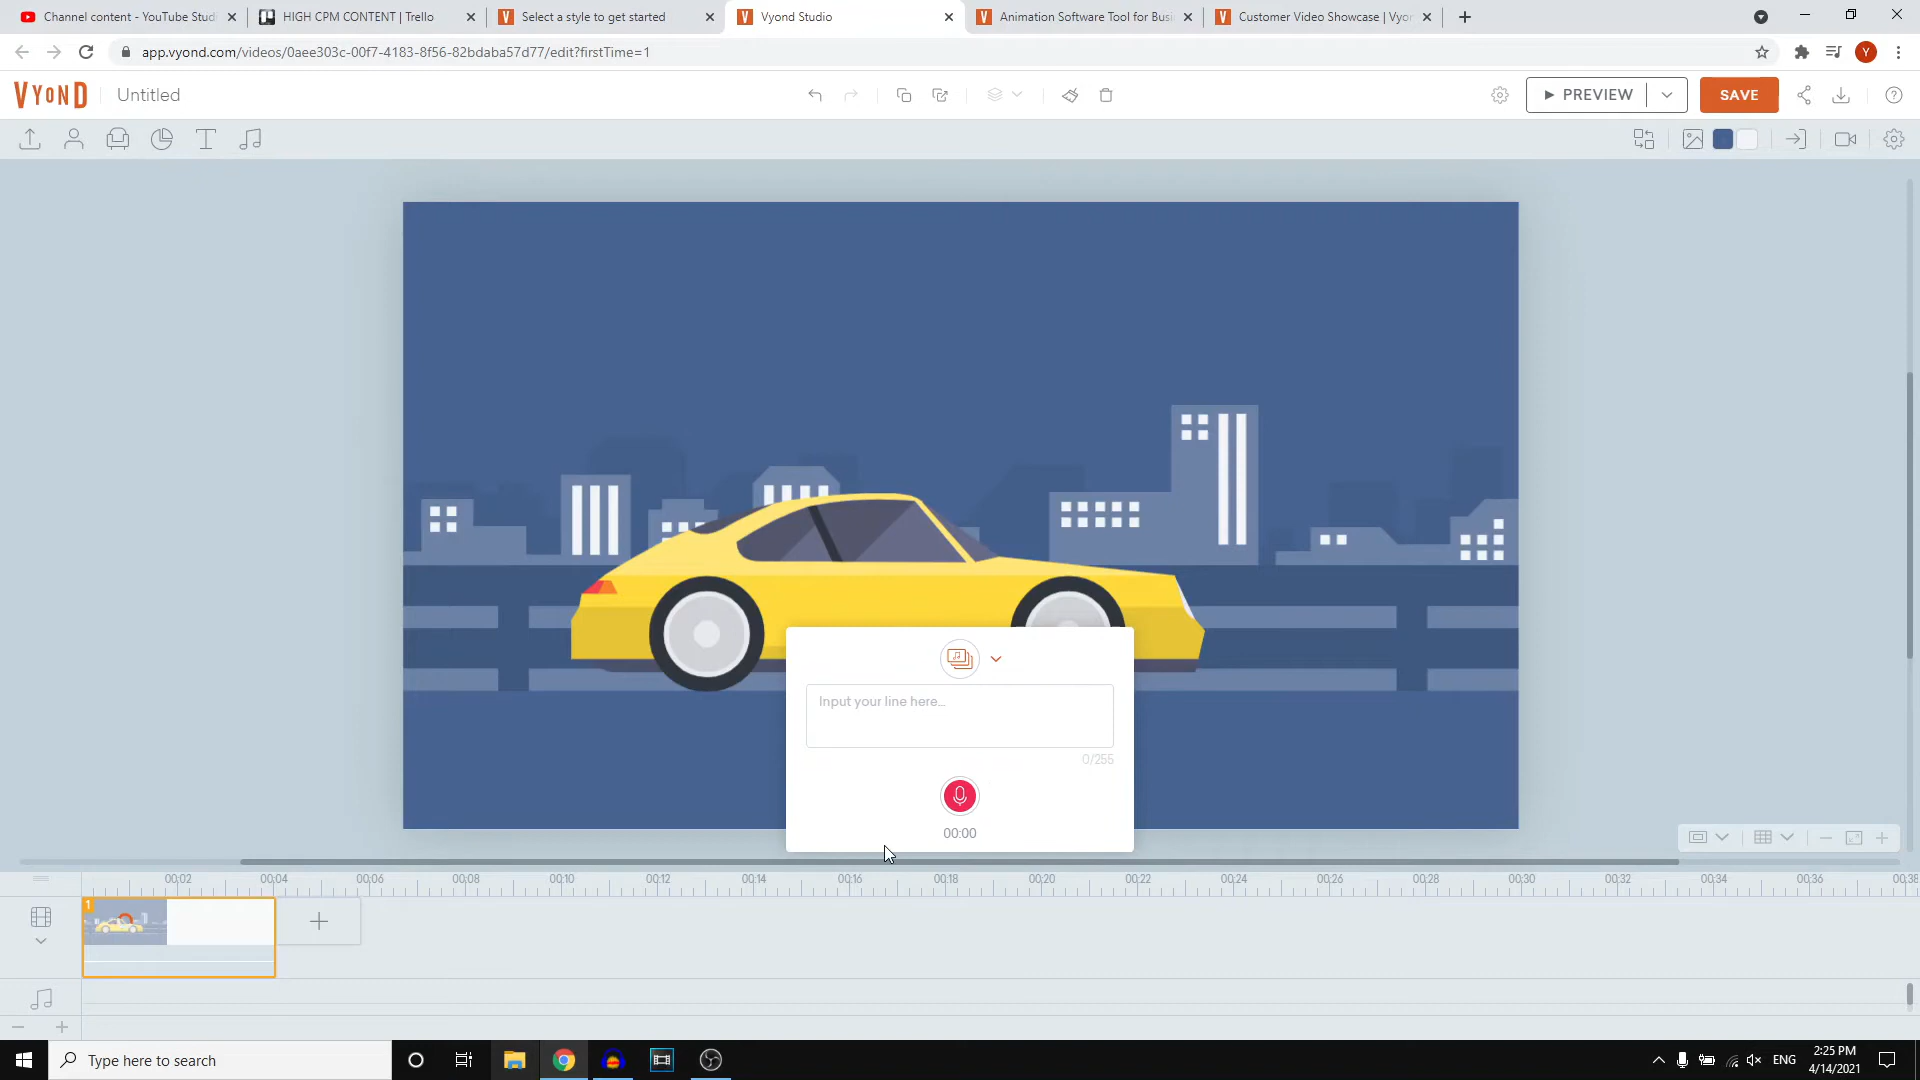 Channel content - YouTube Studi
HIGH CPM CONTENT | Trello
Select a style to get started
Vyond Studio
Animation Software Tool for Busi
Customer Video Showcase | Vyon
app.vyond.com/videos/0aee303c-00f7-4183-8f56-82bdaba57d77/edit?firstTime=1
Y
VYOND
Untitled
PREVIEW
SAVE
Input your line here...
0/255
00:00
00:02 00:04 00:06 00:08 00:10 00:12 00:14 00:16 00:18 00:20 00:22 00:24 00:26 00:28 00:30 00:32 00:34 00:36 00:38
1
Type here to search
ENG
2:25 PM
4/14/2021